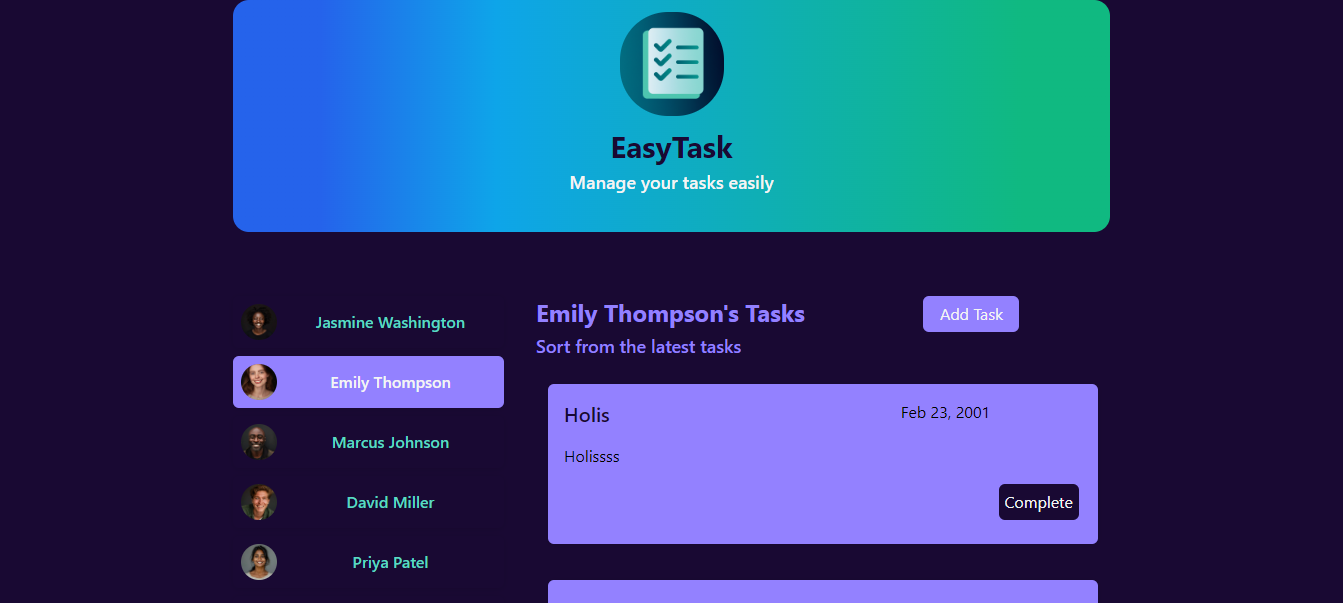 EasyTask
Manage your tasks easily
Jasmine Washington
Emily Thompson
Marcus Johnson
David Miller
Priya Patel
Emily Thompson's Tasks
Add Task
Sort from the latest tasks
Holis
Feb 23, 2001
Holissss
Complete